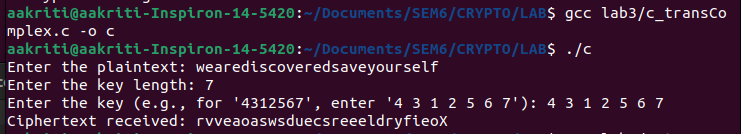 aakriti@aakriti-Inspiron-14-5420:~/Documents/SEM6/CRYPTO/LAB$ gcc lab3/c_transCo
mplex.c -o c
aakriti@aakriti-Inspiron-14-5420:~/Documents/SEM6/CRYPTO/LAB$ ./c
Enter the plaintext: wearediscoveredsaveyourself
Enter the key length: 7
Enter the key (e.g., for '4312567', enter '4 3 1 2 5 6 7'): 4 3 1 2 5 6 7
Ciphertext received: rvveaoaswsduecsreeeldryfieoX